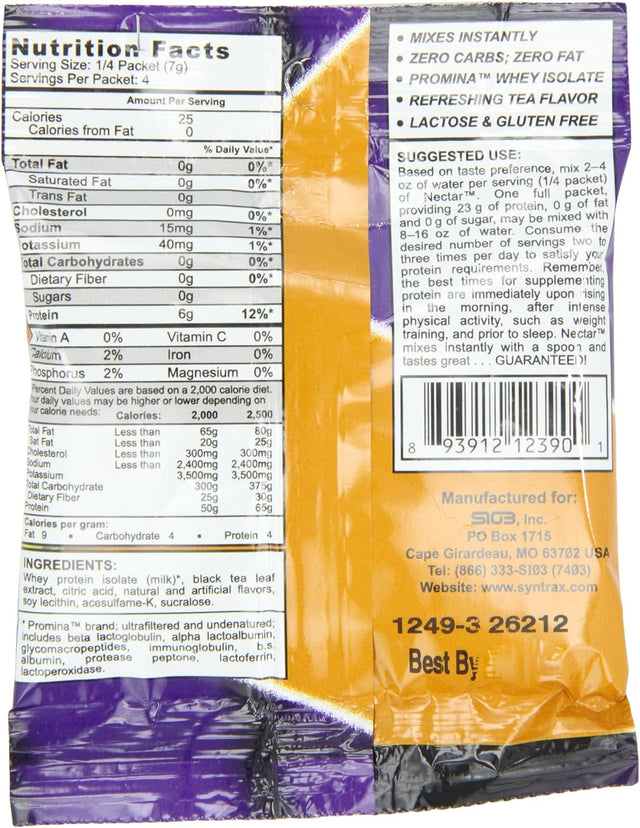 Nutrition Facts
Serving Size: 1/4 Packet (7g)
Servings Per Packet: 4
Amount Per Serving
Calories 25
Calories from Fat 0
% Daily Value*
Total Fat 0g 0%*
Saturated Fat 0g 0%*
Trans Fat 0g
Cholesterol 0mg 0%*
Sodium 15mg 1%*
otassium 40mg 1%*
otal Carbohydrates 0g 0%*
Dietary Fiber 0g 0%*
Sugars 0g
Protein 6g 12%*
Vitamin A 0% Vitamin C 0%
Calcium 2% Iron 0%
Phosphorus 2% Magnesium 0%
Percent Daily Values are based on a 2,000 calorie diet.
our daily values may be higher or lower depending on
our calorie needs: Calories: 2,000 2,500
Total Fat Less than 65g 80g
Sat Fat Less than 20g 25g
Cholesterol Less than 300mg 300mg
Sodium Less than 2,400mg 2,400mg
Potassium 3,500mg 3,500mg
Total Carbohydrate 300g 375g
Dietary Fiber 25g 30g
Protein 50g 65g
Calories per gram:
Fat 9 • Carbohydrate 4 • Protein 4
INGREDIENTS:
Whey protein isolate (milk)*, black tea leaf
extract, citric acid, natural and artificial flavors,
soy lecithin, acesulfame-K, sucralose.
* Promina™ brand; ultrafiltered and undenatured;
includes beta lactoglobulin, alpha lactoalbumin,
glycomacropeptides, immunoglobulin, b.s.
albumin, protease peptone, lactoferrin,
lactoperoxidase.
• MIXES INSTANTLY
• ZERO CARBS; ZERO FAT
• PROMINA™ WHEY ISOLATE
• REFRESHING TEA FLAVOR
• LACTOSE & GLUTEN FREE
SUGGESTED USE:
Based on taste preference, mix 2–4
oz of water per serving (1/4 packet)
of Nectar™. One full packet,
providing 23 g of protein, 0 g of fat
and 0 g of sugar, may be mixed with
8–16 oz of water. Consume the
desired number of servings two to
three times per day to satisfy your
protein requirements. Remember,
the best times for supplementing
protein are immediately upon rising
in the morning, after intense
physical activity, such as weight
training, and prior to sleep. Nectar™
mixes instantly with a spoon and
tastes great . . . GUARANTEED!
8 93912 12390 1
Manufactured for:
SI03, Inc.
PO Box 1715
Cape Girardeau, MO 63702 USA
Tel: (866) 333-SI03 (7403)
Website: www.syntrax.com
1249-3 26212
Best By